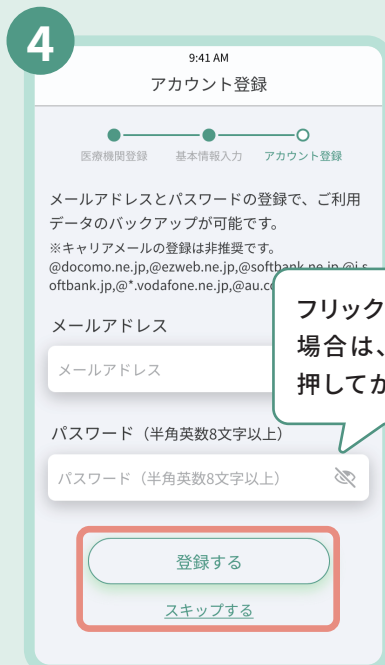 4
9:41 AM
アカウント登録
医療機関登録 基本情報入力 アカウント登録
メールアドレスとパスワードの登録で、ご利用
データのバックアップが可能です。
※キャリアメールの登録は非推奨です。
@docomo.ne.jp,@ezweb.ne.jp,@softbank.ne.jp,@i.s
oftbank.jp,@*.vodafone.ne.jp,@au.co
フリック
場合は、
押してか
メールアドレス
メールアドレス
パスワード（半角英数8文字以上）
パスワード（半角英数8文字以上）
登録する
スキップする